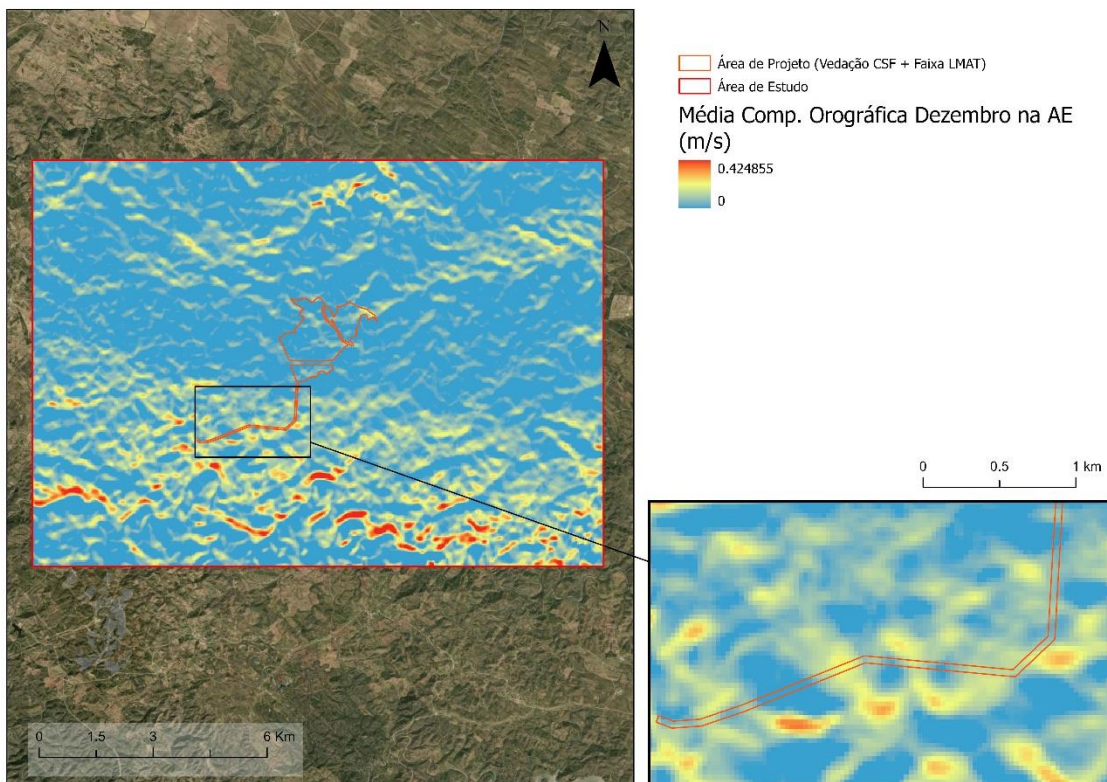 N
Área de Projeto (Vedação CSF + Faixa LMAT)
Área de Estudo
Média Comp. Orográfica Dezembro na AE
(m/s)
0.424855
0
0 0.5 1 km
0 1.5 3 6 Km